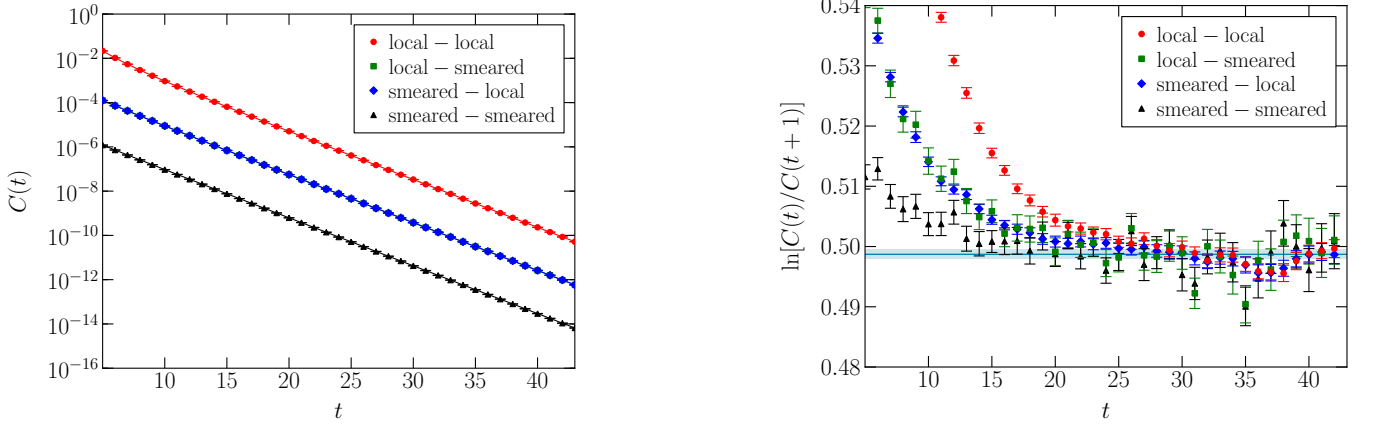 10⁰
10⁻²
10⁻⁴
10⁻⁶
10⁻⁸
10⁻¹⁰
10⁻¹²
10⁻¹⁴
10⁻¹⁶
C(t)
local – local
local – smeared
smeared – local
smeared – smeared
10 15 20 25 30 35 40
t
0.54
0.53
0.52
0.51
0.50
0.49
0.48
ln[C(t)/C(t + 1)]
local – local
local – smeared
smeared – local
smeared – smeared
10 15 20 25 30 35 40
t